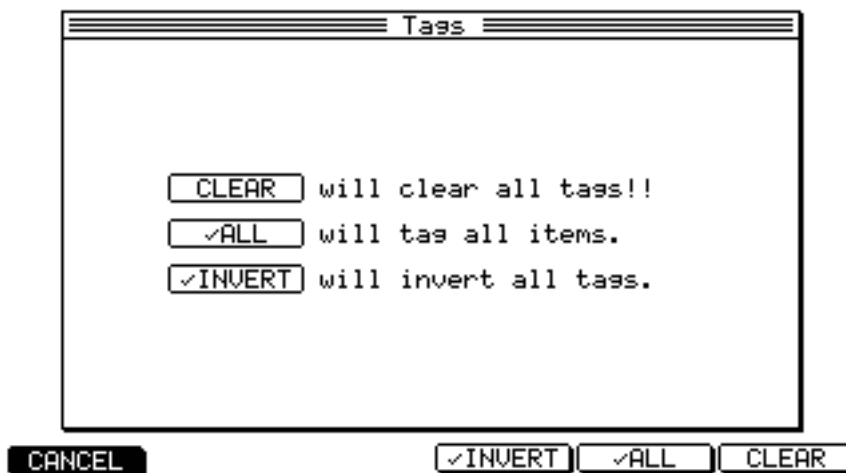 Tags
CLEAR will clear all tags!!
✓ALL will tag all items.
✓INVERT will invert all tags.
CANCEL ✓INVERT ✓ALL CLEAR